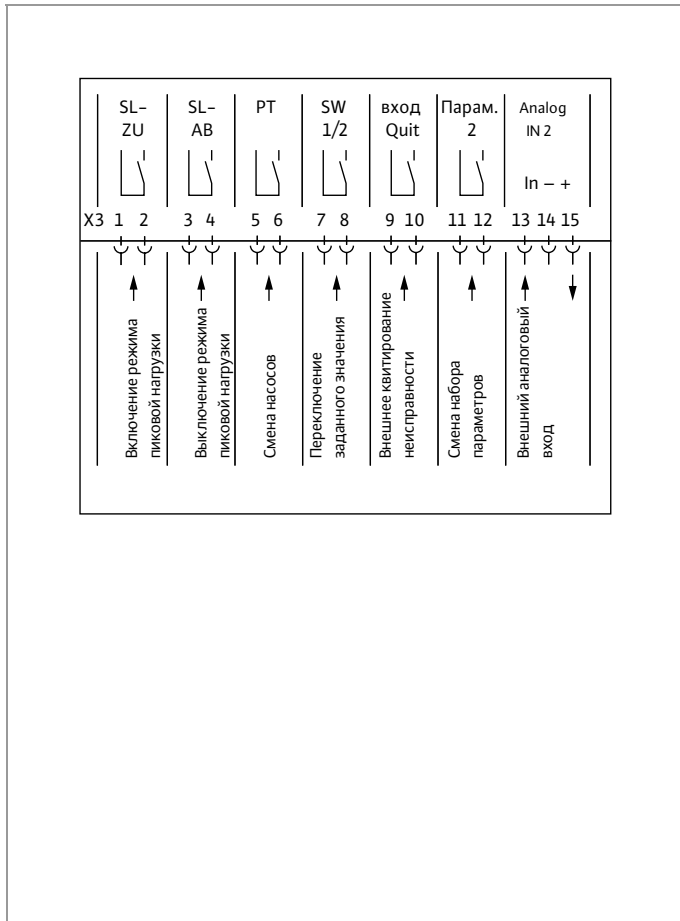 SL– SL– PT SW вход Парам. Analog
ZU AB 1/2 Quit 2 IN 2
In – +
X3 1 2 3 4 5 6 7 8 9 10 11 12 13 14 15
Включение режима
пиковой нагрузки
Выключение режима
пиковой нагрузки
Смена насосов
Переключение
заданного значения
Внешнее квитирование
неисправности
Смена набора
параметров
Внешний аналоговый
вход